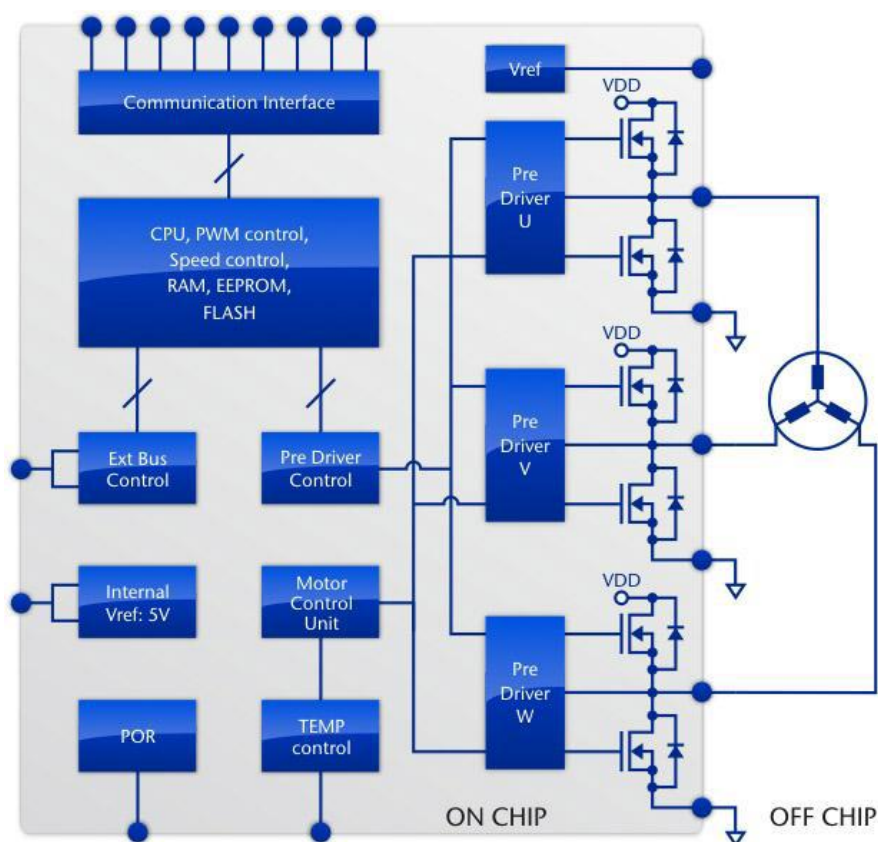 Communication Interface
Vref
VDD
CPU, PWM control,
Speed control,
RAM, EEPROM,
FLASH
Pre
Driver
U
VDD
Pre
Driver
V
Ext Bus
Control
Pre Driver
Control
Internal
Vref: 5V
Motor
Control
Unit
VDD
Pre
Driver
W
POR
TEMP
control
ON CHIP
OFF CHIP